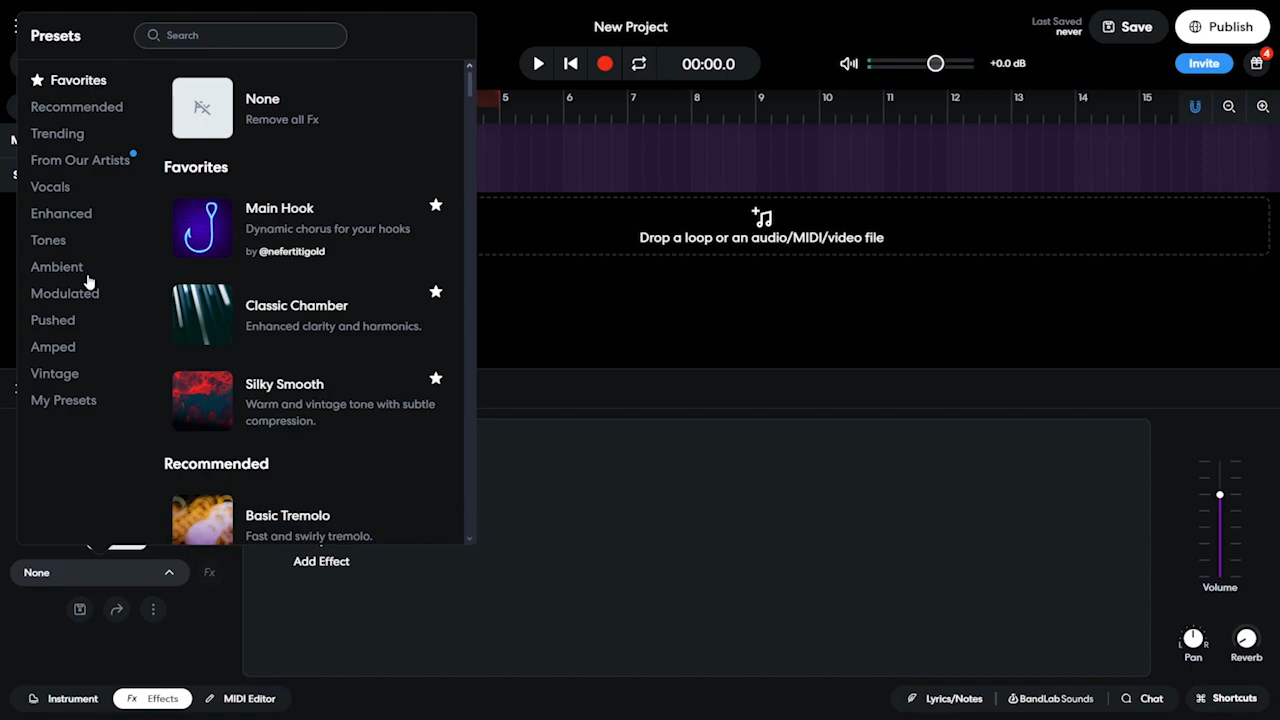 Presets
Search
Favorites
Recommended
Trending
From Our Artists
Vocals
Enhanced
Tones
Ambient
Modulated
Pushed
Amped
Vintage
My Presets
Fx
None
Remove all Fx
Favorites
Main Hook
Dynamic chorus for your hooks
by @nefertitigold
Classic Chamber
Enhanced clarity and harmonics.
Silky Smooth
Warm and vintage tone with subtle
compression.
Recommended
Basic Tremolo
Fast and swirly tremolo.
New Project
Last Saved
never
Save
Publish
00:00.0
+0.0 dB
Invite
4
5 6 7 8 9 10 11 12 13 14 15
Drop a loop or an audio/MIDI/video file
Add Effect
None
Fx
Volume
L R
Pan
Reverb
Instrument
Fx Effects
MIDI Editor
Lyrics/Notes
BandLab Sounds
Chat
Shortcuts